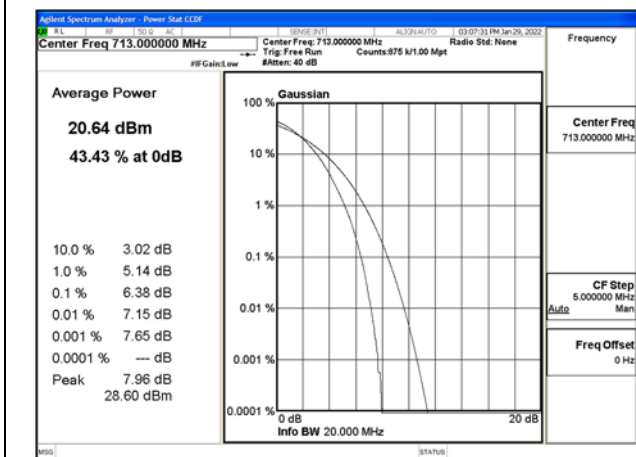 Agilent Spectrum Analyzer - Power Stat CCDF
RL RF 50 Ω AC SENSE:INT ALIGN AUTO 03:07:31 PM Jan 29, 2022
Center Freq 713.000000 MHz Center Freq: 713.000000 MHz Radio Std: None Frequency
Trig: Free Run Counts:875 k/1.00 Mpt
#IFGain:Low #Atten: 40 dB
Average Power
20.64 dBm
43.43 % at 0dB
10.0 % 3.02 dB
1.0 % 5.14 dB
0.1 % 6.38 dB
0.01 % 7.15 dB
0.001 % 7.65 dB
0.0001 % --- dB
Peak 7.96 dB
28.60 dBm
Gaussian
100 %
10 %
1 %
0.1 %
0.01 %
0.001 %
0.0001 %
0 dB 20 dB
Info BW 20.000 MHz
Center Freq
713.000000 MHz
CF Step
5.000000 MHz
Auto Man
Freq Offset
0 Hz
MSG STATUS